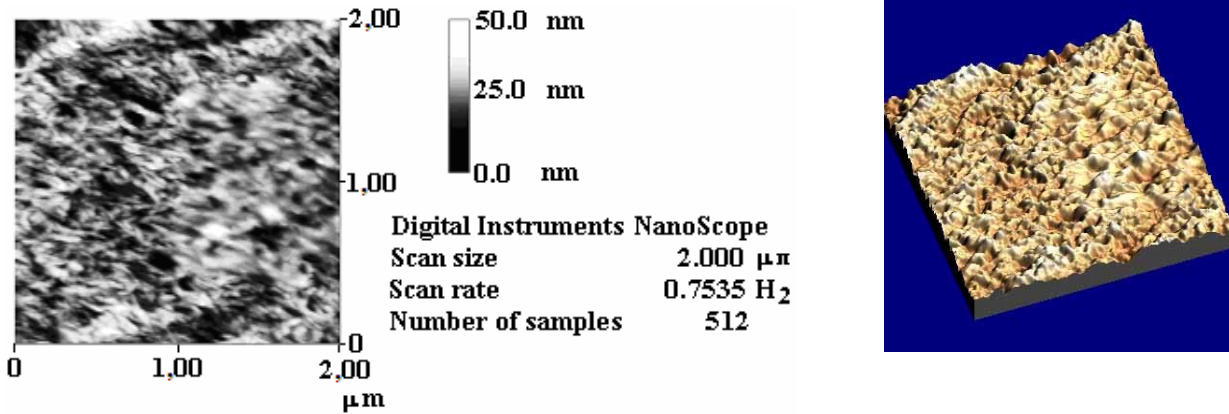 2,00
1,00
0
0
1,00
2,00
μm
50.0 nm
25.0 nm
0.0 nm
Digital Instruments NanoScope
Scan size 2.000 μπ
Scan rate 0.7535 H₂
Number of samples 512